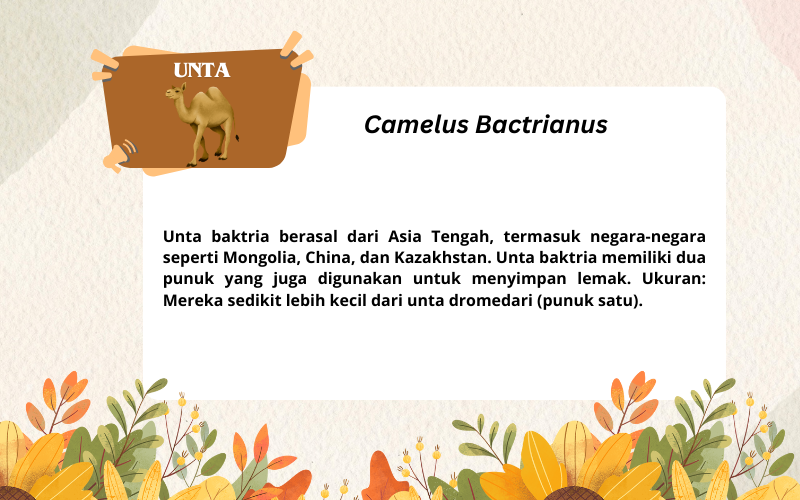 UNTA
Camelus Bactrianus
Unta baktria berasal dari Asia Tengah, termasuk negara-negara
seperti Mongolia, China, dan Kazakhstan. Unta baktria memiliki dua
punuk yang juga digunakan untuk menyimpan lemak. Ukuran:
Mereka sedikit lebih kecil dari unta dromedari (punuk satu).